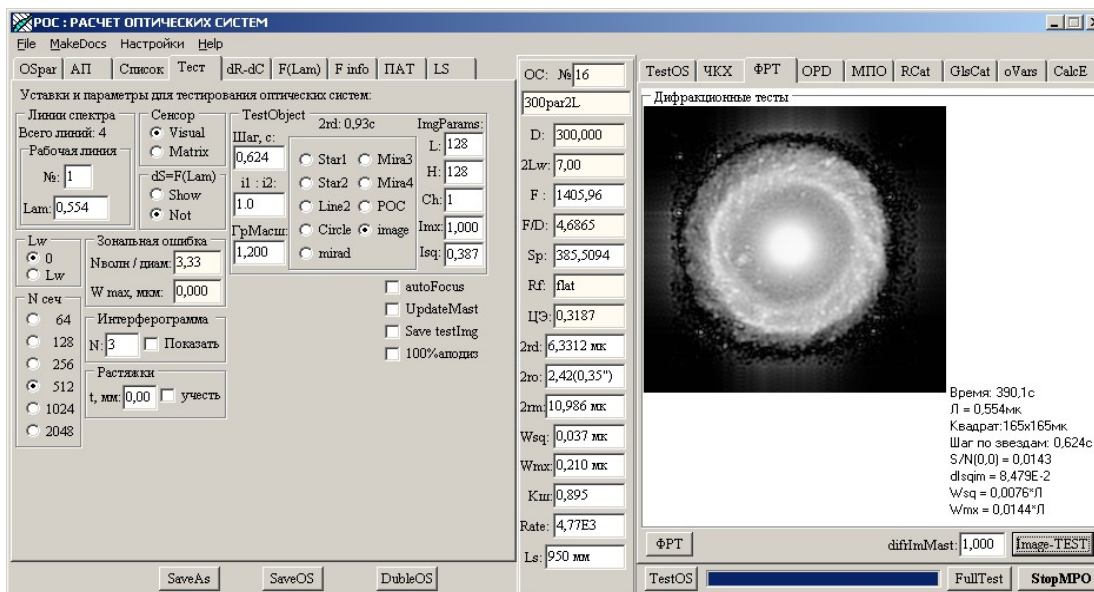 РОС : РАСЧЕТ ОПТИЧЕСКИХ СИСТЕМ
File MakeDocs Настройки Help
OSpar АП Список Тест dR-dC F(Lam) F info ПАТ LS
Уставки и параметры для тестирования оптических систем:
Линии спектра
Всего линий: 4
Рабочая линия
№: 1
Lam: 0,554
Сенсор
Visual
Matrix
dS=F(Lam)
Show
Not
TestObject
2rd: 0,93с
Шаг, с:
0,624
i1 : i2:
1.0
ГрМасш:
1,200
Star1 Mira3
Star2 Mira4
Line2 РОС
Circle image
mirad
ImgParams:
L: 128
H: 128
Ch: 1
Imx: 1,000
Isq: 0,387
Lw
0
Lw
Зональная ошибка
Nволн / диам: 3,33
W max, мкм: 0,000
N сеч
64
128
256
512
1024
2048
Интерферограмма
N: 3 Показать
Растяжки
t, мм: 0,00 учесть
autoFocus
UpdateMast
Save testImg
100%аподиз
SaveAs SaveOS DubleOS
ОС: № 16
300par2L
D: 300,000
2Lw: 7,00
F : 1405,96
F/D: 4,6865
Sp: 385,5094
Rf: flat
ЦЭ: 0,3187
2rd: 6,3312 мк
2ro: 2,42(0,35")
2rm: 10,986 мк
Wsq: 0,037 мк
Wmx: 0,210 мк
Кш: 0,895
Rate: 4,77E3
Ls: 950 мм
TestOS ЧКХ ФРТ OPD МПО RCat GlsCat oVars CalcE
Дифракционные тесты
Время: 390,1с
Л = 0,554мк
Квадрат:165x165мк
Шаг по звездам: 0,624с
S/N(0,0) = 0,0143
dIsqim = 8,479E-2
Wsq = 0,0076*Л
Wmx = 0,0144*Л
ФРТ difrImMast: 1,000 Image-TEST
TestOS FullTest StopMPO